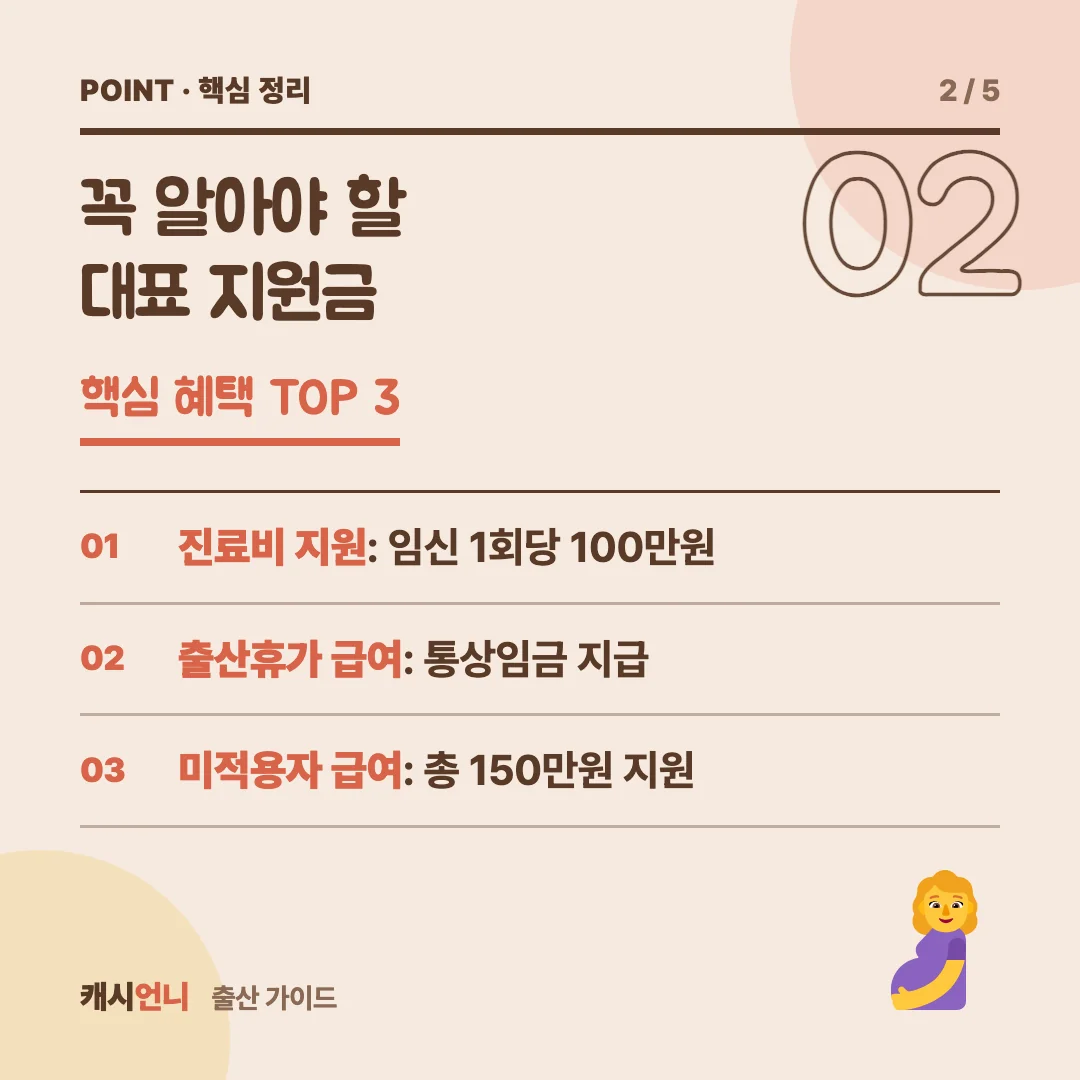 POINT · 핵심 정리
2 / 5
02
꼭 알아야 할
대표 지원금
핵심 혜택 TOP 3
01 진료비 지원: 임신 1회당 100만원
02 출산휴가 급여: 통상임금 지급
03 미적용자 급여: 총 150만원 지원
캐시언니 출산 가이드